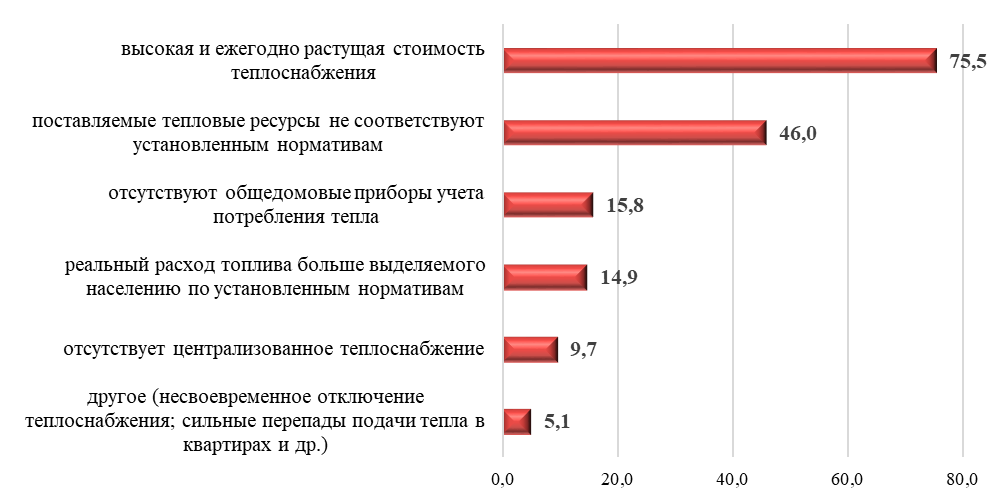 высокая и ежегодно растущая стоимость
теплоснабжения
75,5
поставляемые тепловые ресурсы не соответствуют
установленным нормативам
46,0
отсутствуют общедомовые приборы учета
потребления тепла
15,8
реальный расход топлива больше выделяемого
населению по установленным нормативам
14,9
отсутствует централизованное теплоснабжение
9,7
другое (несвоевременное отключение
теплоснабжения; сильные перепады подачи тепла в
квартирах и др.)
5,1
0,0 20,0 40,0 60,0 80,0